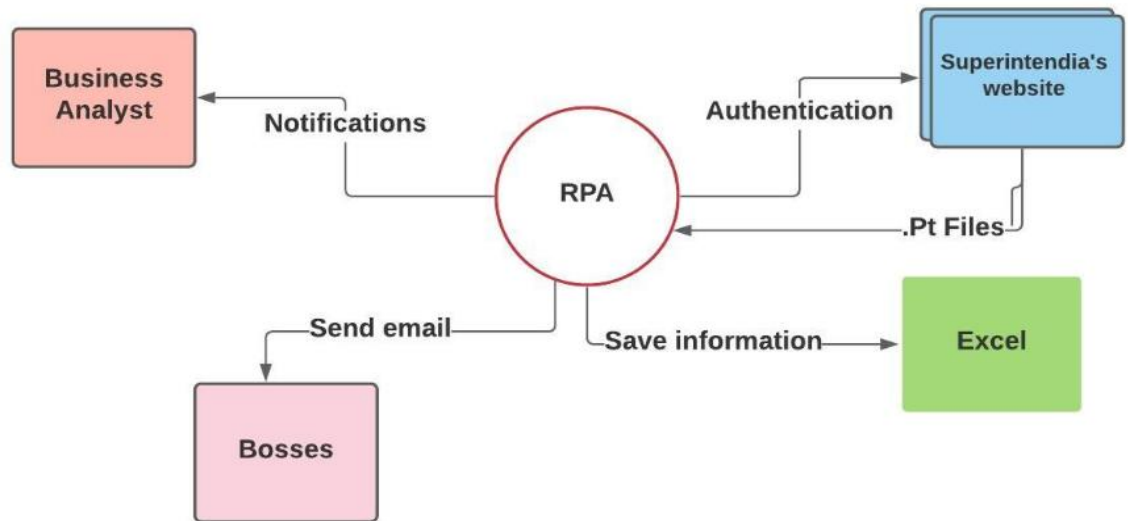 Business
Analyst
Notifications
RPA
Authentication
Superintendia's
website
.Pt Files
Send email
Save information
Excel
Bosses